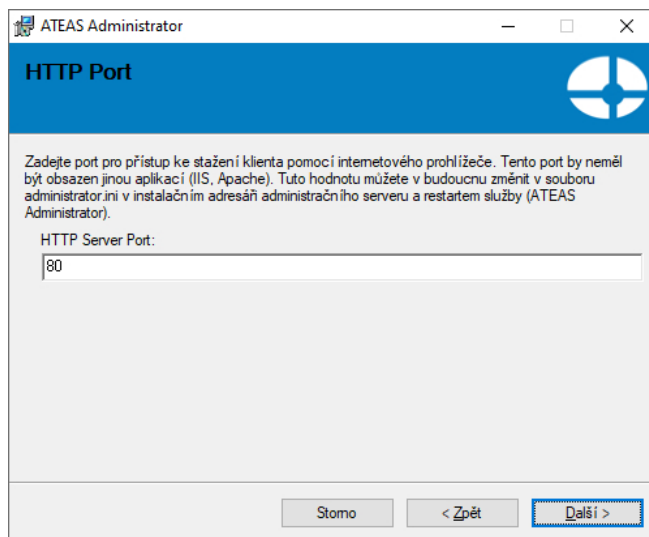 ATEAS Administrator
HTTP Port
Zadejte port pro přístup ke stažení klienta pomocí internetového prohlížeče. Tento port by neměl
být obsazen jinou aplikací (IIS, Apache). Tuto hodnotu můžete v budoucnu změnit v souboru
administrator.ini v instalačním adresáři administračního serveru a restartem služby (ATEAS
Administrator).
HTTP Server Port:
80
Storno
< Zpět
Další >